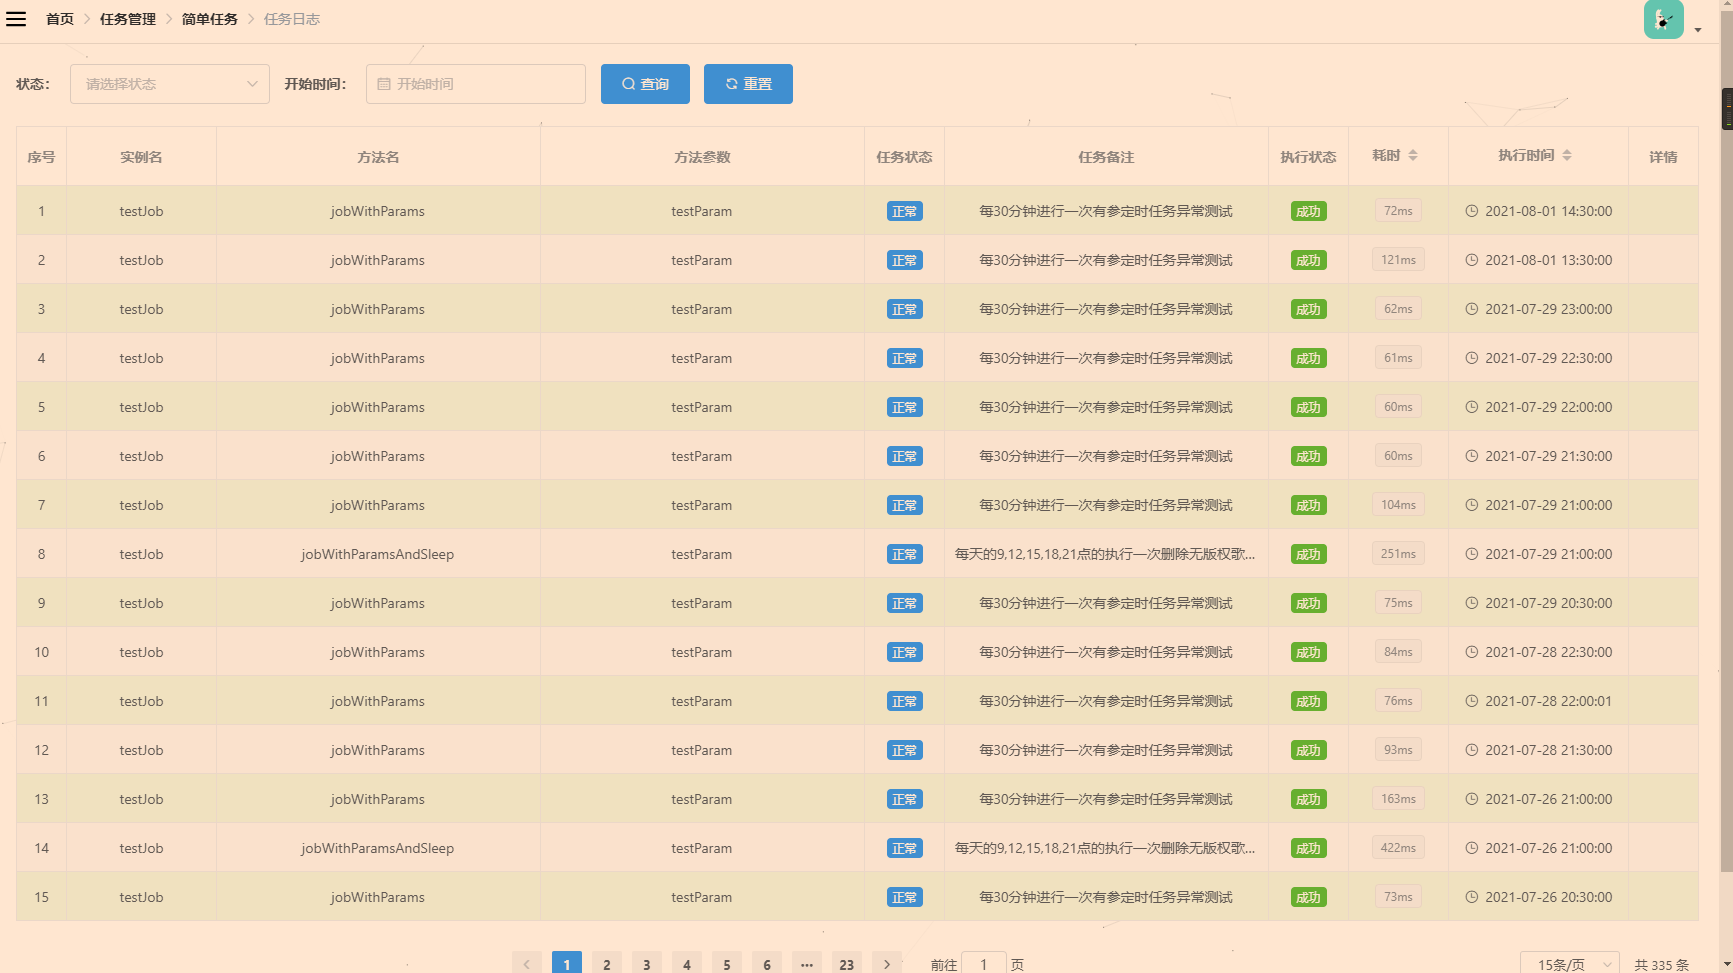 首页 任务管理 简单任务 任务日志
状态： 请选择状态 开始时间： 开始时间 查询 重置
序号 实例名 方法名 方法参数 任务状态 任务备注 执行状态 耗时 执行时间 详情
1 testJob jobWithParams testParam 正常 每30分钟进行一次有参定时任务异常测试 成功 72ms 2021-08-01 14:30:00
2 testJob jobWithParams testParam 正常 每30分钟进行一次有参定时任务异常测试 成功 121ms 2021-08-01 13:30:00
3 testJob jobWithParams testParam 正常 每30分钟进行一次有参定时任务异常测试 成功 62ms 2021-07-29 23:00:00
4 testJob jobWithParams testParam 正常 每30分钟进行一次有参定时任务异常测试 成功 61ms 2021-07-29 22:30:00
5 testJob jobWithParams testParam 正常 每30分钟进行一次有参定时任务异常测试 成功 60ms 2021-07-29 22:00:00
6 testJob jobWithParams testParam 正常 每30分钟进行一次有参定时任务异常测试 成功 60ms 2021-07-29 21:30:00
7 testJob jobWithParams testParam 正常 每30分钟进行一次有参定时任务异常测试 成功 104ms 2021-07-29 21:00:00
8 testJob jobWithParamsAndSleep testParam 正常 每天的9,12,15,18,21点的执行一次删除无版权歌... 成功 251ms 2021-07-29 21:00:00
9 testJob jobWithParams testParam 正常 每30分钟进行一次有参定时任务异常测试 成功 75ms 2021-07-29 20:30:00
10 testJob jobWithParams testParam 正常 每30分钟进行一次有参定时任务异常测试 成功 84ms 2021-07-28 22:30:00
11 testJob jobWithParams testParam 正常 每30分钟进行一次有参定时任务异常测试 成功 76ms 2021-07-28 22:00:01
12 testJob jobWithParams testParam 正常 每30分钟进行一次有参定时任务异常测试 成功 93ms 2021-07-28 21:30:00
13 testJob jobWithParams testParam 正常 每30分钟进行一次有参定时任务异常测试 成功 163ms 2021-07-26 21:00:00
14 testJob jobWithParamsAndSleep testParam 正常 每天的9,12,15,18,21点的执行一次删除无版权歌... 成功 422ms 2021-07-26 21:00:00
15 testJob jobWithParams testParam 正常 每30分钟进行一次有参定时任务异常测试 成功 73ms 2021-07-26 20:30:00
1 2 3 4 5 6 ... 23 前往 1 页 15条/页 共 335 条